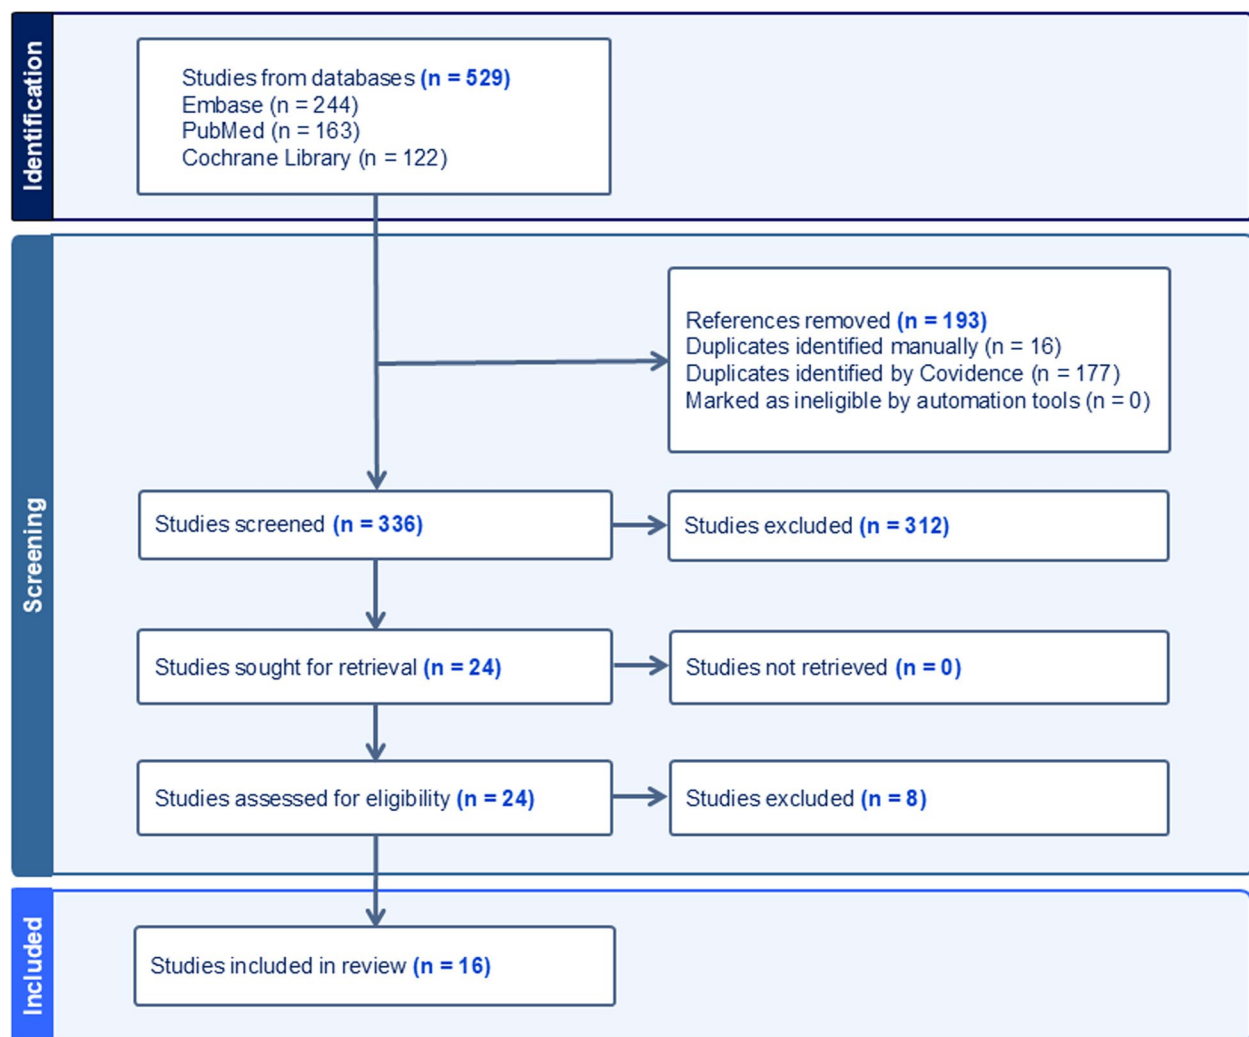 Identification
Studies from databases (n = 529)
Embase (n = 244)
PubMed (n = 163)
Cochrane Library (n = 122)
Screening
References removed (n = 193)
Duplicates identified manually (n = 16)
Duplicates identified by Covidence (n = 177)
Marked as ineligible by automation tools (n = 0)
Studies screened (n = 336)
Studies excluded (n = 312)
Studies sought for retrieval (n = 24)
Studies not retrieved (n = 0)
Studies assessed for eligibility (n = 24)
Studies excluded (n = 8)
Included
Studies included in review (n = 16)